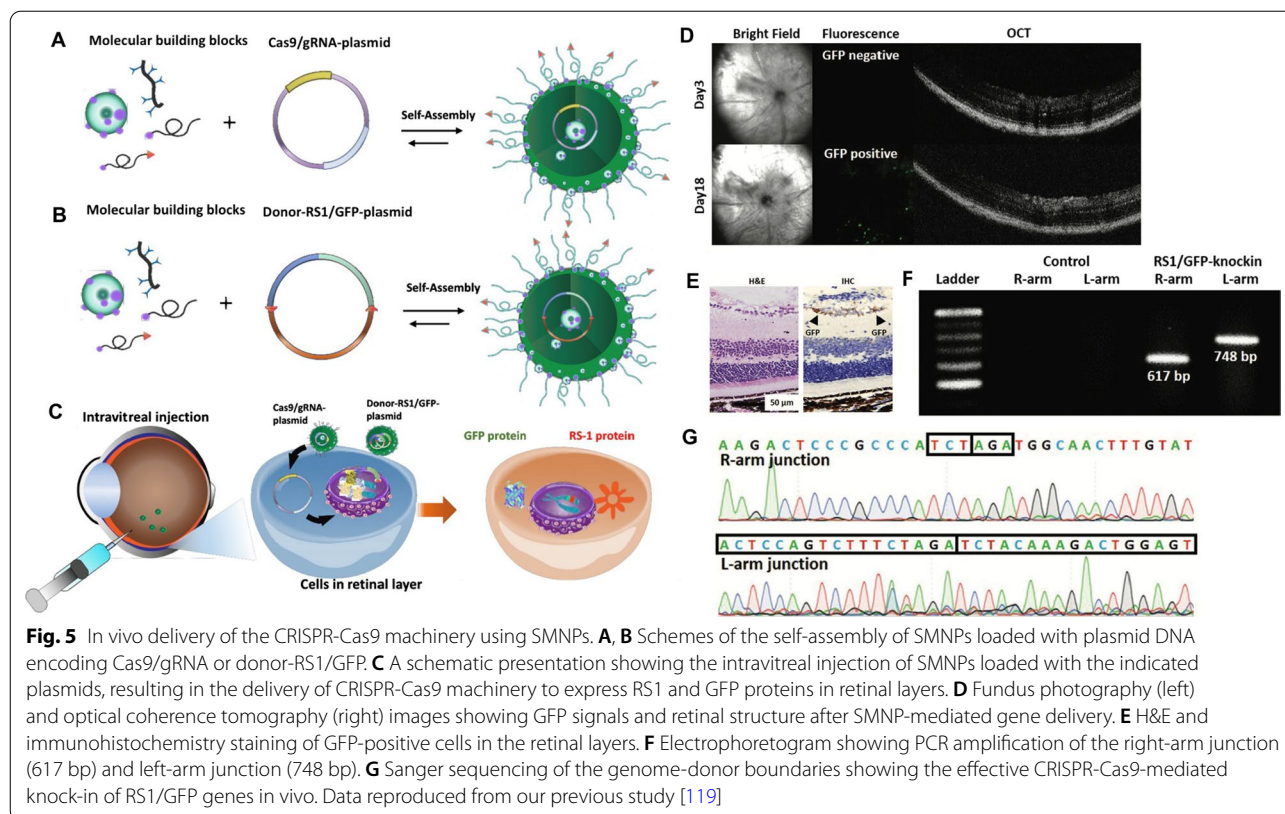 A
Molecular building blocks
Cas9/gRNA-plasmid
+
Self-Assembly
B
Molecular building blocks
Donor-RS1/GFP-plasmid
+
Self-Assembly
C
Intravitreal injection
Cas9/gRNA-
plasmid
Donor-RS1/GFP-
plasmid
Cells in retinal layer
GFP protein
RS-1 protein
D
Bright Field
Fluorescence
OCT
Day3
GFP negative
Day18
GFP positive
E
H&E
IHC
GFP
GFP
50 µm
F
Control
RS1/GFP-knockin
Ladder
R-arm
L-arm
R-arm
L-arm
617 bp
748 bp
G
AAGACTCCCGCCCATCTAGATGGCAACTTTGTAT
R-arm junction
ACTCCAGTCTTTCTAGATCTACAAAGACTGGAGT
L-arm junction
Fig. 5 In vivo delivery of the CRISPR-Cas9 machinery using SMNPs. A, B Schemes of the self-assembly of SMNPs loaded with plasmid DNA
encoding Cas9/gRNA or donor-RS1/GFP. C A schematic presentation showing the intravitreal injection of SMNPs loaded with the indicated
plasmids, resulting in the delivery of CRISPR-Cas9 machinery to express RS1 and GFP proteins in retinal layers. D Fundus photography (left)
and optical coherence tomography (right) images showing GFP signals and retinal structure after SMNP-mediated gene delivery. E H&E and
immunohistochemistry staining of GFP-positive cells in the retinal layers. F Electrophoretogram showing PCR amplification of the right-arm junction
(617 bp) and left-arm junction (748 bp). G Sanger sequencing of the genome-donor boundaries showing the effective CRISPR-Cas9-mediated
knock-in of RS1/GFP genes in vivo. Data reproduced from our previous study [119]